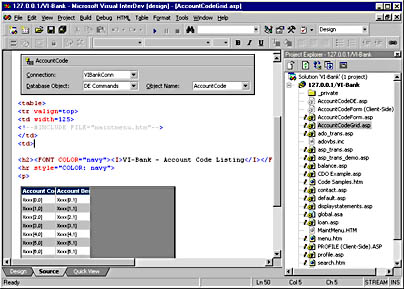 127.0.0.1/VI-Bank - Microsoft Visual InterDev [design] - [AccountCodeGrid.asp]
File Edit View Project Build Debug Tools Window Help
Design
AccountCode
Connection: VIBankConn
Database Object: DE Commands Object Name: AccountCode
<table>
<tr valign=top>
<td width=125>
<!--#INCLUDE FILE="maintmenu.htm"-->
</td>
<td>
<h2><FONT COLOR="navy"><I>VI-Bank - Account Code Listing</I></F
<hr style="COLOR: navy">
<p>
Account Co Account De
Xxxx[0,0] Xxxx[0,1]
Xxxx[1,0] Xxxx[1,1]
Xxxx[2,0] Xxxx[2,1]
Xxxx[3,0] Xxxx[3,1]
Xxxx[4,0] Xxxx[4,1]
Xxxx[5,0] Xxxx[5,1]
Xxxx[6,0] Xxxx[6,1]
Design Source Quick View
Project Explorer - 127.0.0.1/VI-Bank
Solution 'VI-Bank' (1 project)
127.0.0.1/VI-Bank
_private
AccountCodeDE.asp
AccountCodeForm (Client-Side)
AccountCodeForm.asp
AccountCodeGrid.asp
ado_trans.asp
adovbs.inc
asp_trans.asp
asp_trans_demo.asp
balance.asp
CDO Example.asp
Code Samples.htm
contact.asp
default.asp
displaystatements.asp
global.asa
loan.asp
MaintMenu.HTM
menu.htm
PROFILE (Client-Side).ASP
profile.asp
search.htm
Ready Ln 50 Col 5 Ch 5 STREAM INS